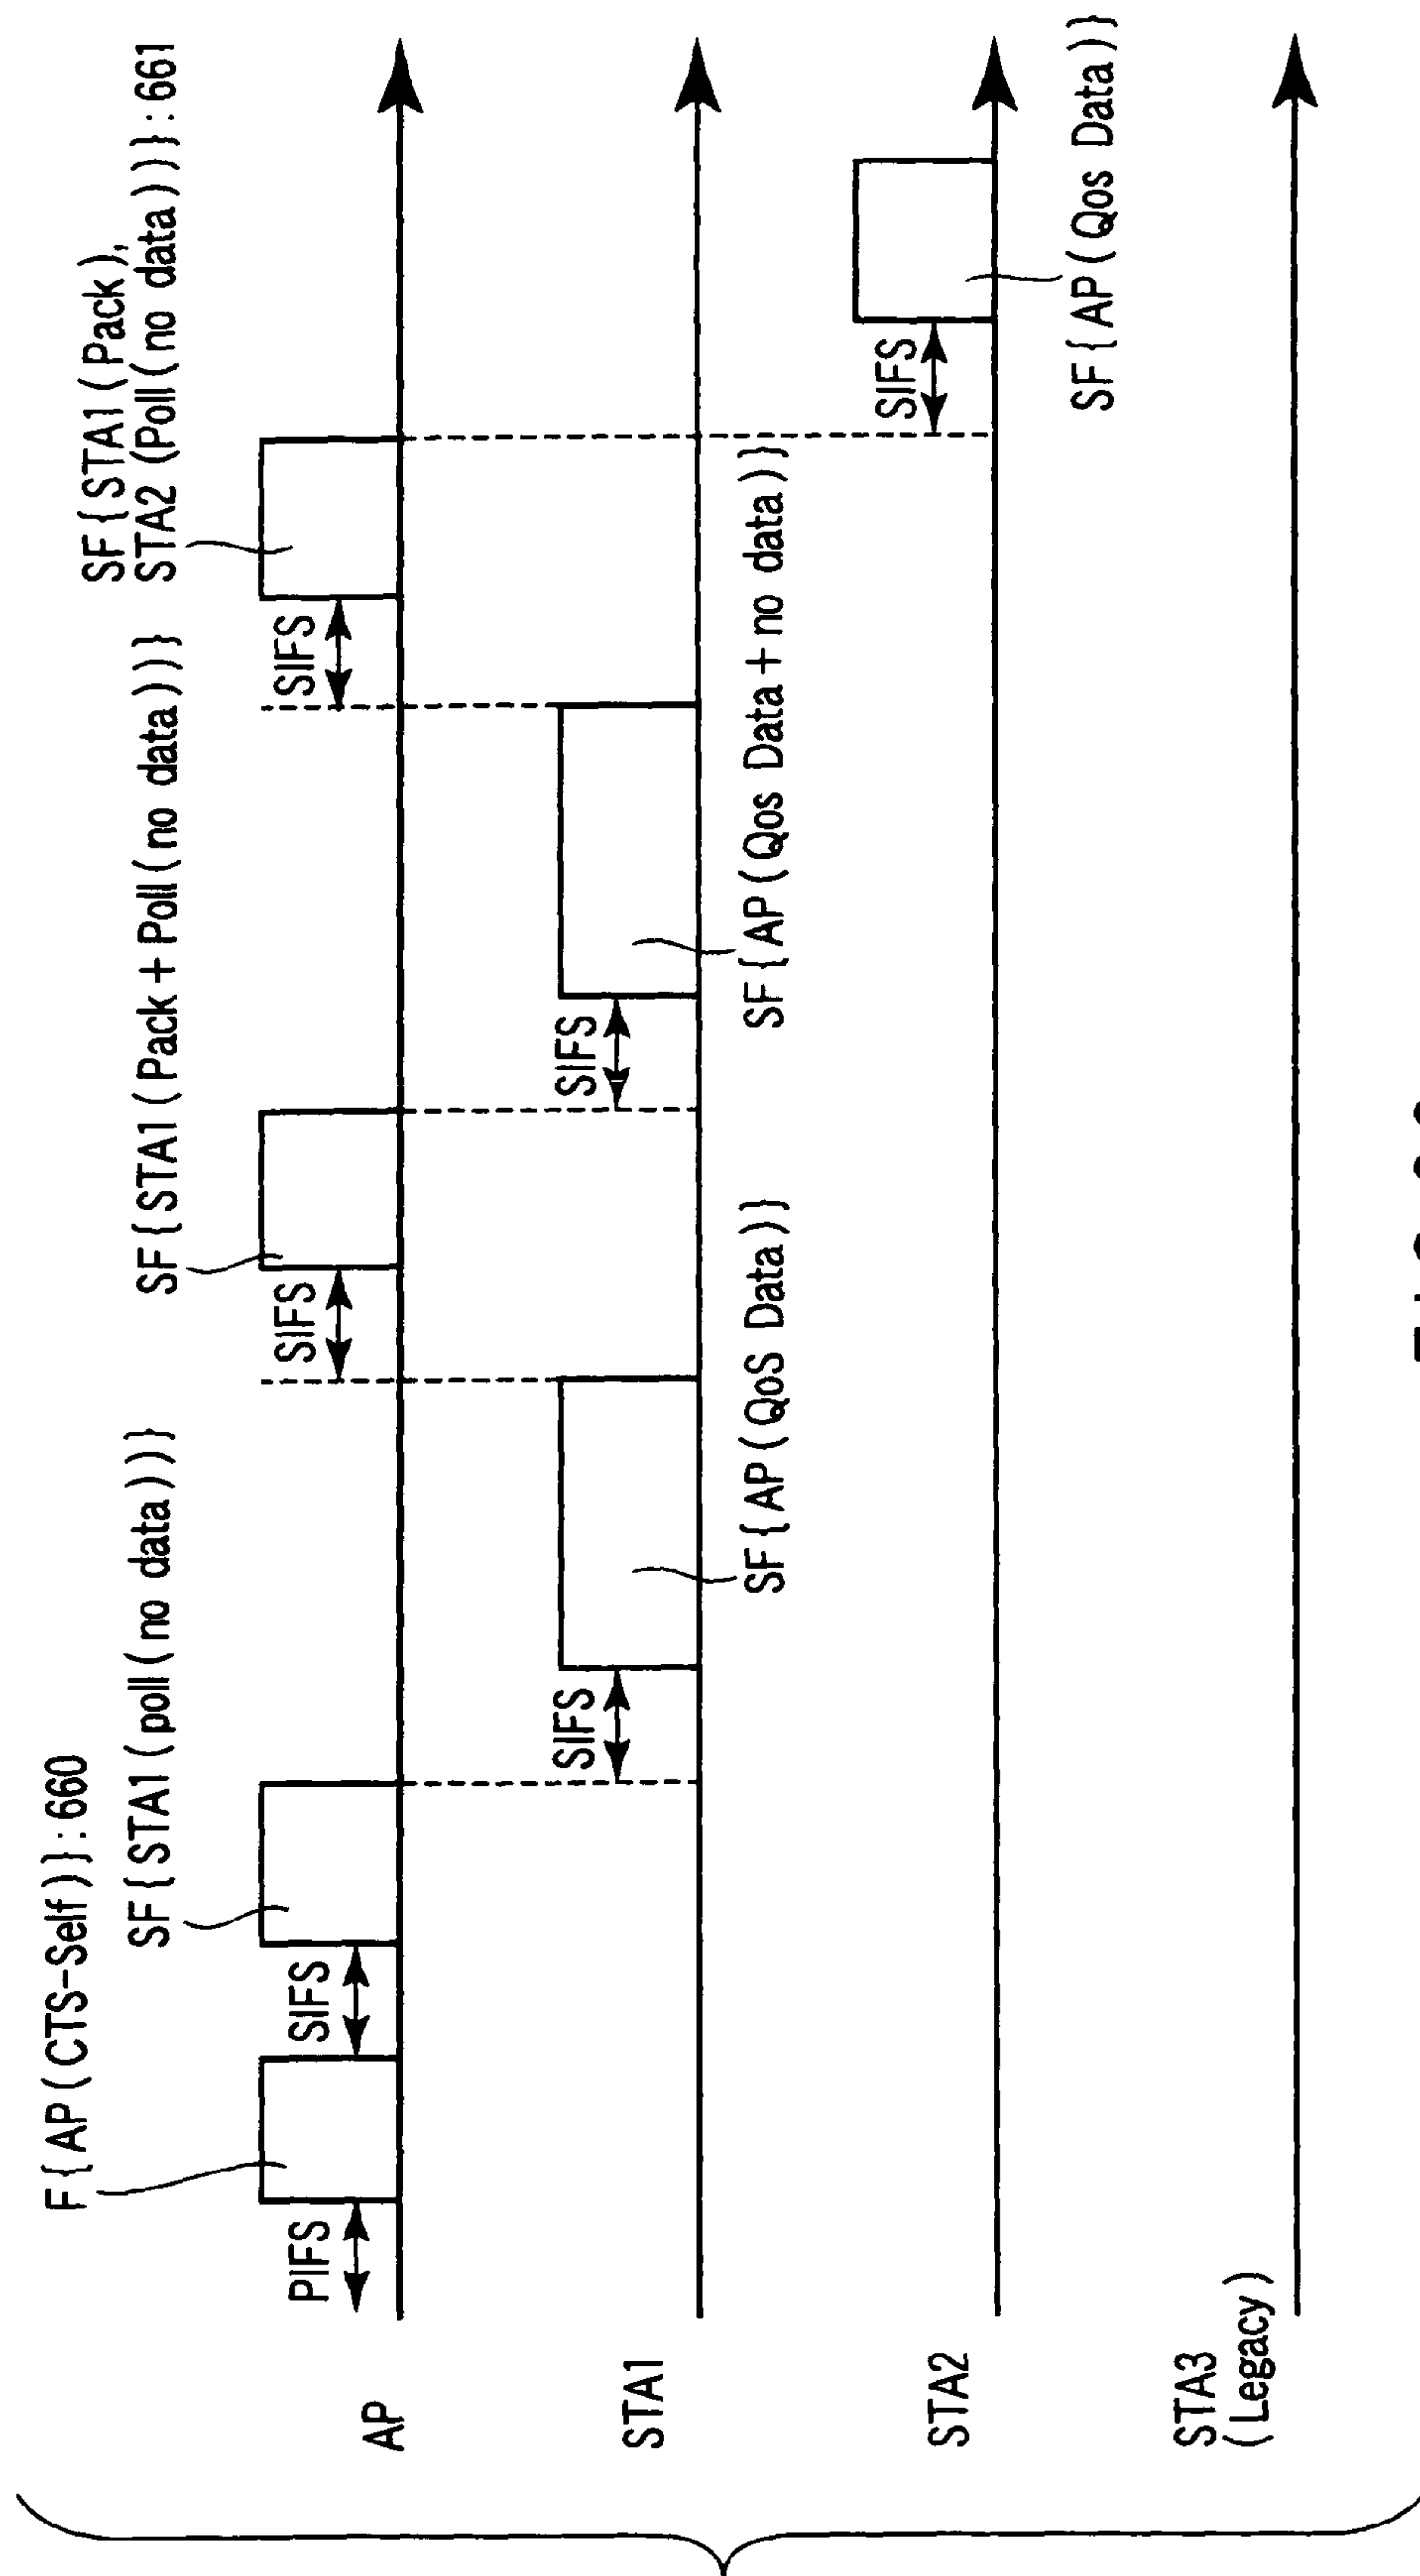 F{AP(CTS-Self)}:660
SF{STA1(poll(no data))}
SF{STA1(Pack+Poll(no data))}
SF{STA1(Pack),
STA2(Poll(no data))}:661
AP
PIFS
SIFS
SIFS
SIFS
STA1
SIFS
SIFS
SF{AP(QoS Data)}
SF{AP(Qos Data+no data)}
STA2
SIFS
SF{AP(Qos Data)}
STA3
(Legacy)